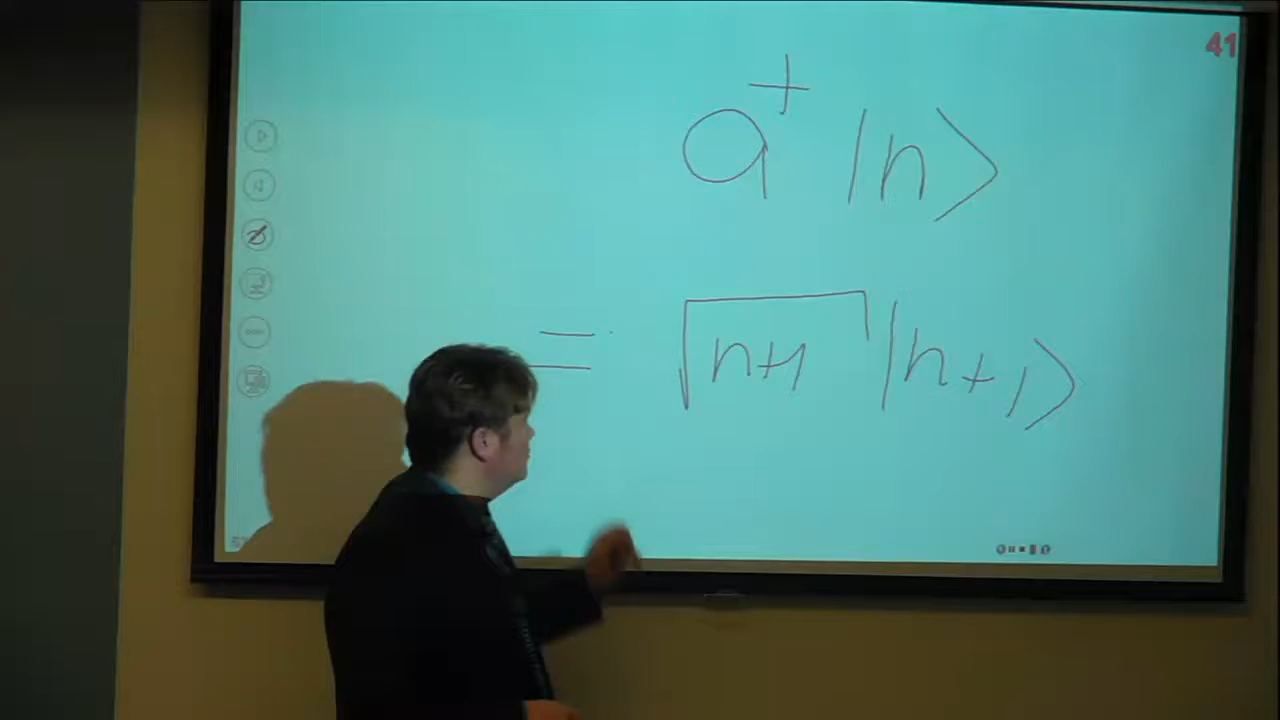 41
a⁺ |n⟩
= √n+1 |n+1⟩